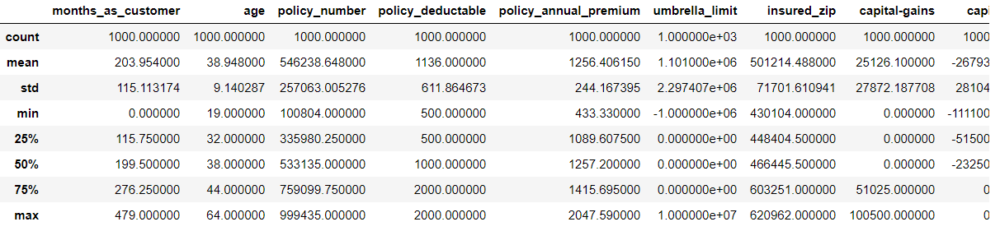 months_as_customer age policy_number policy_deductable policy_annual_premium umbrella_limit insured_zip capital-gains capi
count 1000.000000 1000.000000 1000.000000 1000.000000 1000.000000 1.000000e+03 1000.000000 1000.000000 1000
mean 203.954000 38.948000 546238.648000 1136.000000 1256.406150 1.101000e+06 501214.488000 25126.100000 -26793
std 115.113174 9.140287 257063.005276 611.864673 244.167395 2.297407e+06 71701.610941 27872.187708 28104
min 0.000000 19.000000 100804.000000 500.000000 433.330000 -1.000000e+06 430104.000000 0.000000 -111100
25% 115.750000 32.000000 335980.250000 500.000000 1089.607500 0.000000e+00 448404.500000 0.000000 -51500
50% 199.500000 38.000000 533135.000000 1000.000000 1257.200000 0.000000e+00 466445.500000 0.000000 -23250
75% 276.250000 44.000000 759099.750000 2000.000000 1415.695000 0.000000e+00 603251.000000 51025.000000 0
max 479.000000 64.000000 999435.000000 2000.000000 2047.590000 1.000000e+07 620962.000000 100500.000000 0